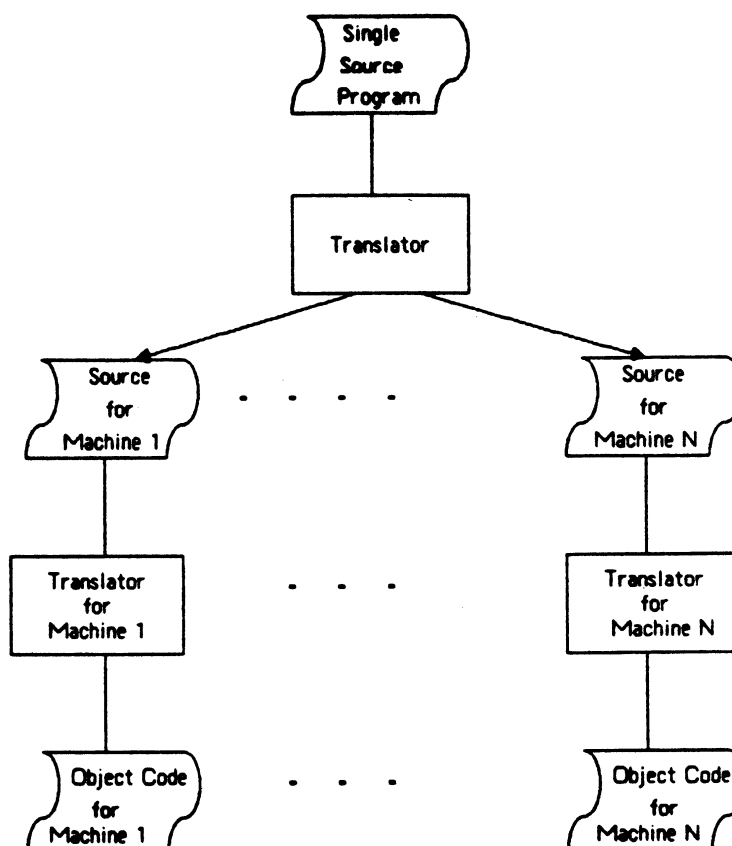 Single
Source
Program
Translator
Source
for
Machine 1
Source
for
Machine N
Translator
for
Machine 1
Translator
for
Machine N
Object Code
for
Machine 1
Object Code
for
Machine N